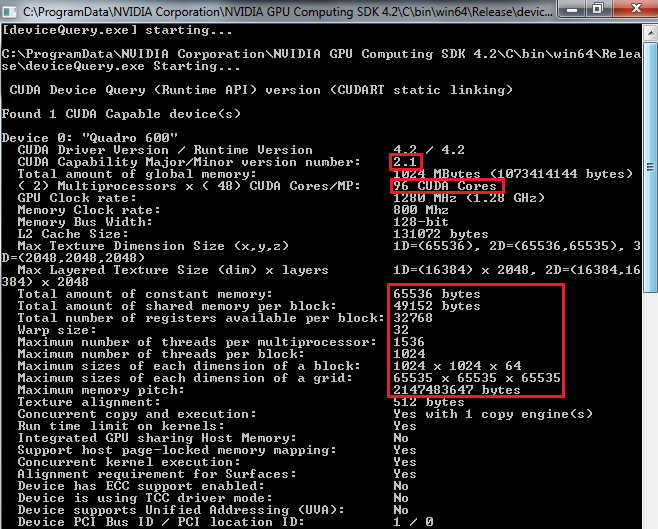 C:\ProgramData\NVIDIA Corporation\NVIDIA GPU Computing SDK 4.2\C\bin\win64\Release\devic...
[deviceQuery.exe] starting...
C:\ProgramData\NVIDIA Corporation\NVIDIA GPU Computing SDK 4.2\C\bin\win64\Relea
se\deviceQuery.exe Starting...
CUDA Device Query (Runtime API) version (CUDART static linking)
Found 1 CUDA Capable device(s)
Device 0: "Quadro 600"
CUDA Driver Version / Runtime Version 4.2 / 4.2
CUDA Capability Major/Minor version number: 2.1
Total amount of global memory: 1024 MBytes (1073414144 bytes)
( 2) Multiprocessors x ( 48) CUDA Cores/MP: 96 CUDA Cores
GPU Clock rate: 1280 MHz (1.28 GHz)
Memory Clock rate: 800 Mhz
Memory Bus Width: 128-bit
L2 Cache Size: 131072 bytes
Max Texture Dimension Size (x,y,z) 1D=(65536), 2D=(65536,65535), 3
D=(2048,2048,2048)
Max Layered Texture Size (dim) x layers 1D=(16384) x 2048, 2D=(16384,16
384) x 2048
Total amount of constant memory: 65536 bytes
Total amount of shared memory per block: 49152 bytes
Total number of registers available per block: 32768
Warp size: 32
Maximum number of threads per multiprocessor: 1536
Maximum number of threads per block: 1024
Maximum sizes of each dimension of a block: 1024 x 1024 x 64
Maximum sizes of each dimension of a grid: 65535 x 65535 x 65535
Maximum memory pitch: 2147483647 bytes
Texture alignment: 512 bytes
Concurrent copy and execution: Yes with 1 copy engine(s)
Run time limit on kernels: Yes
Integrated GPU sharing Host Memory: No
Support host page-locked memory mapping: Yes
Concurrent kernel execution: Yes
Alignment requirement for Surfaces: Yes
Device has ECC support enabled: No
Device is using TCC driver mode: No
Device supports Unified Addressing (UVA): No
Device PCI Bus ID / PCI location ID: 1 / 0